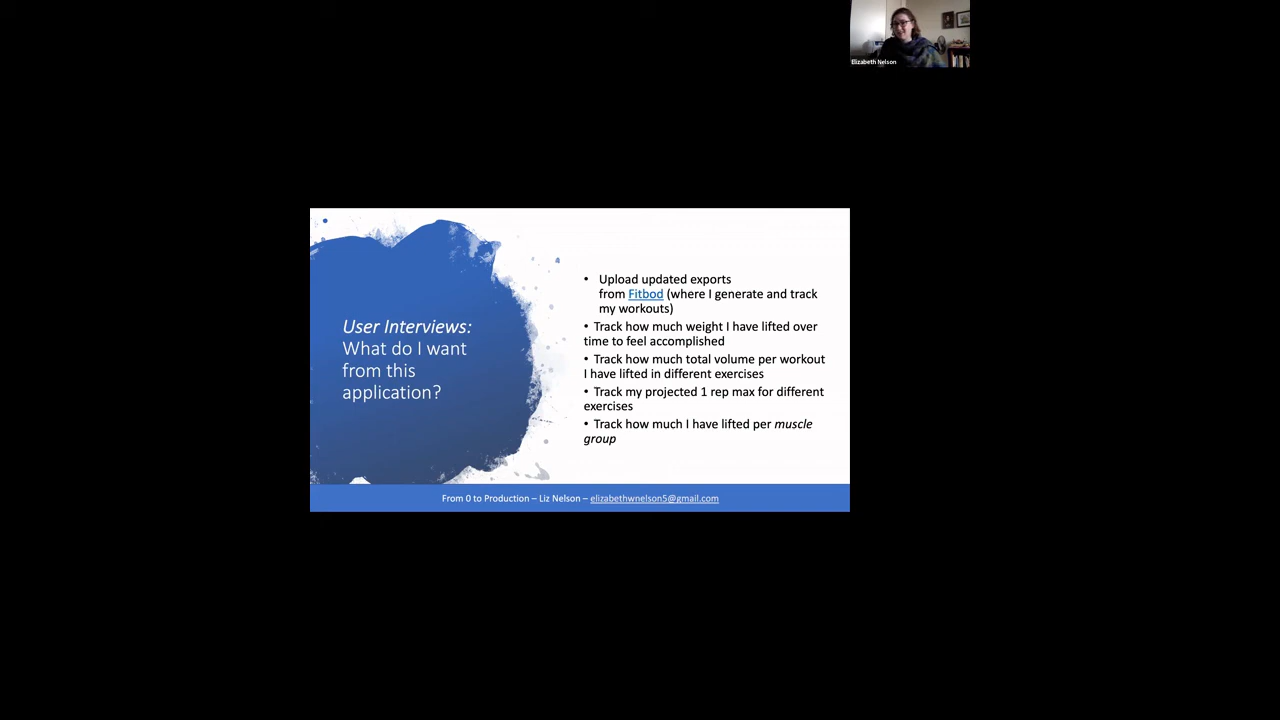 Elizabeth Nelson
User Interviews:
What do I want
from this
application?
• Upload updated exports
from Fitbod (where I generate and track
my workouts)
• Track how much weight I have lifted over
time to feel accomplished
• Track how much total volume per workout
I have lifted in different exercises
• Track my projected 1 rep max for different
exercises
• Track how much I have lifted per muscle
group
From 0 to Production – Liz Nelson – elizabethwnelson5@gmail.com